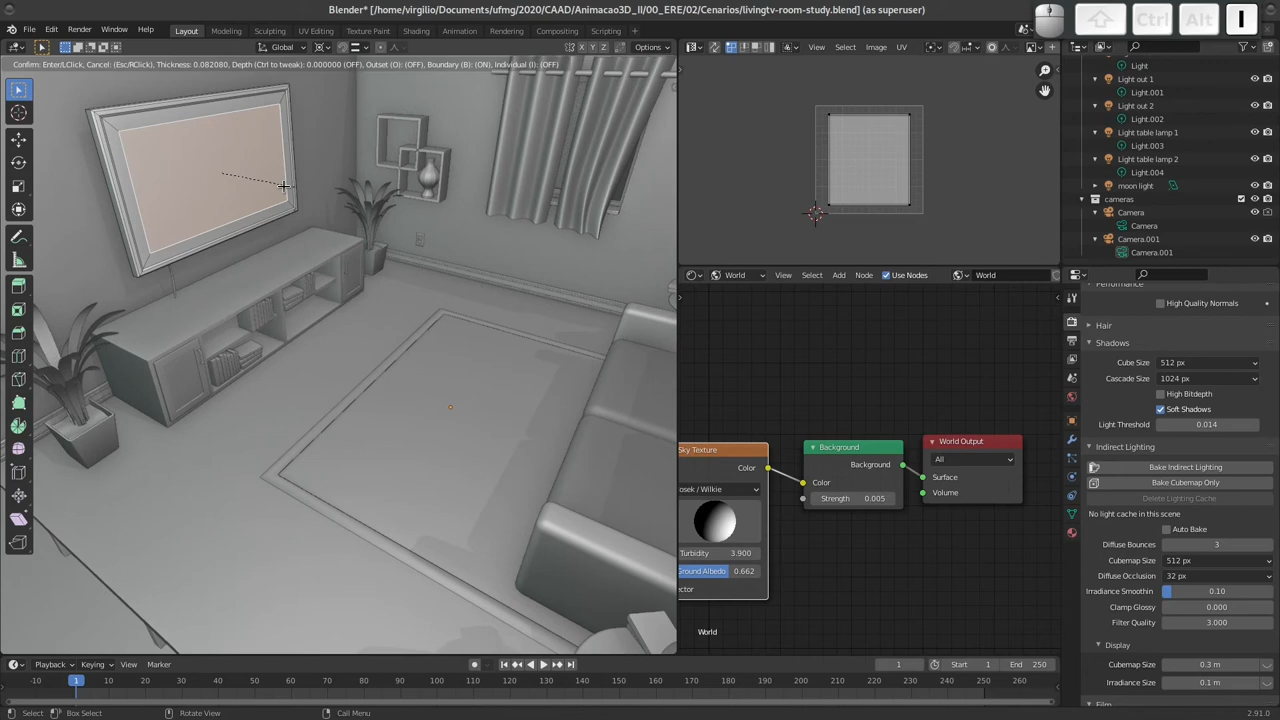 Blender* [/home/virgilio/Documents/ufmg/2020/CAAD/Animacao3D_II/00_ERE/02/Cenarios/livingtv-room-study.blend] (as superuser)
Ctrl Alt I
File Edit Render Window Help Layout Modeling Sculpting UV Editing Texture Paint Shading Animation Rendering Compositing Scripting
Global X Y Z Options View Select Image UV
Confirm: Enter/LClick, Cancel: (Esc/RClick), Thickness: 0.082080, Depth (Ctrl to tweak): 0.000000 (OFF), Outset (O): (OFF), Boundary (B): (ON), Individual (I): (OFF)
Light
Light out 1
Light.001
Light out 2
Light.002
Light table lamp 1
Light.003
Light table lamp 2
Light.004
moon light
cameras
Camera
Camera
Camera.001
Camera.001
World View Select Add Node Use Nodes World
Performance
High Quality Normals
Hair
Shadows
Cube Size 512 px
Cascade Size 1024 px
High Bitdepth
Soft Shadows
Light Threshold 0.014
Indirect Lighting
Bake Indirect Lighting
Bake Cubemap Only
Delete Lighting Cache
No light cache in this scene
Auto Bake
Diffuse Bounces 3
Cubemap Size 512 px
Diffuse Occlusion 32 px
Irradiance Smoothin 0.10
Clamp Glossy 0.000
Filter Quality 3.000
Display
Cubemap Size 0.3 m
Irradiance Size 0.1 m
Film
Sky Texture
Color
osek / Wilkie
Turbidity 3.900
Ground Albedo 0.662
ector
Background
Background
Color
Strength 0.005
World Output
All
Surface
Volume
World
Playback Keying View Marker 1 Start 1 End 250
-10 1 10 20 30 40 50 60 70 80 90 100 110 120 130 140 150 160 170 180 190 200 210 220 230 240 250 260
Select Box Select Rotate View Call Menu 2.91.0